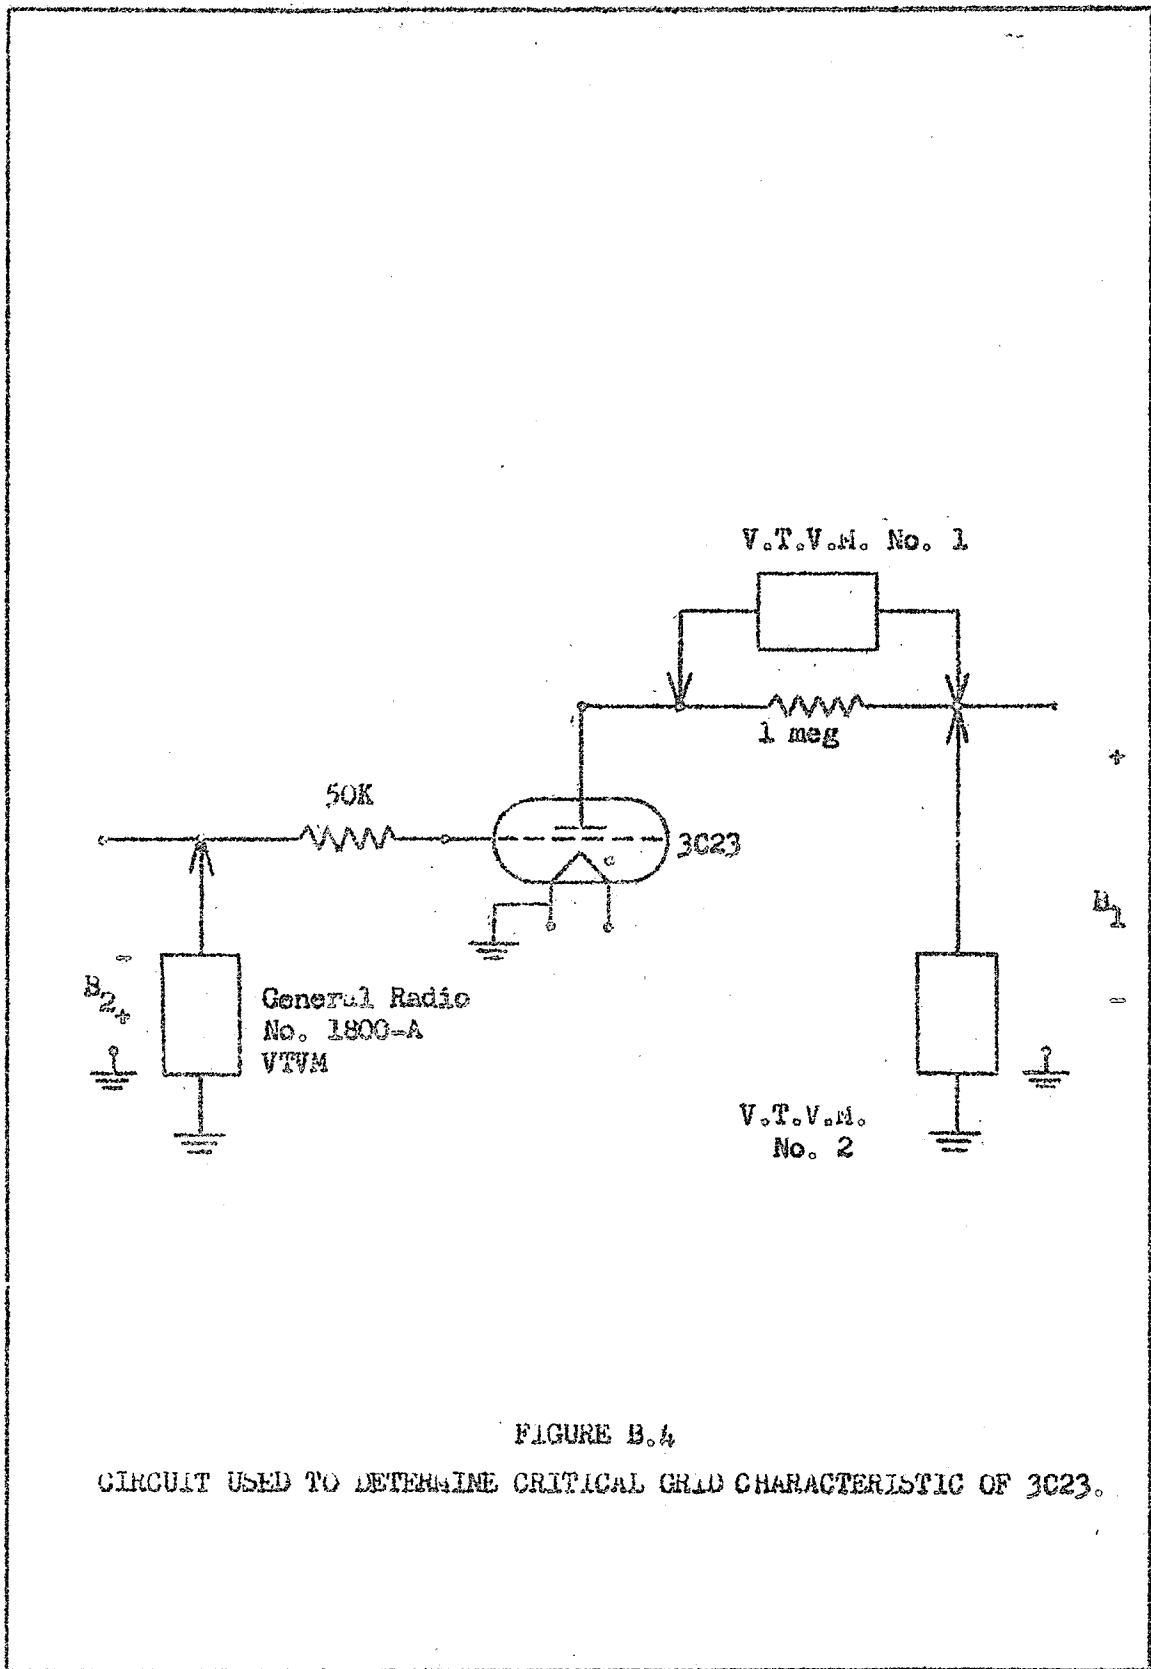 V.T.V.M. No. 1
1 meg
50K
3C23
+
B1
-
-
B2
+
General Radio
No. 1800-A
VTVM
V.T.V.M.
No. 2
FIGURE B.4
CIRCUIT USED TO DETERMINE CRITICAL GRID CHARACTERISTIC OF 3C23.